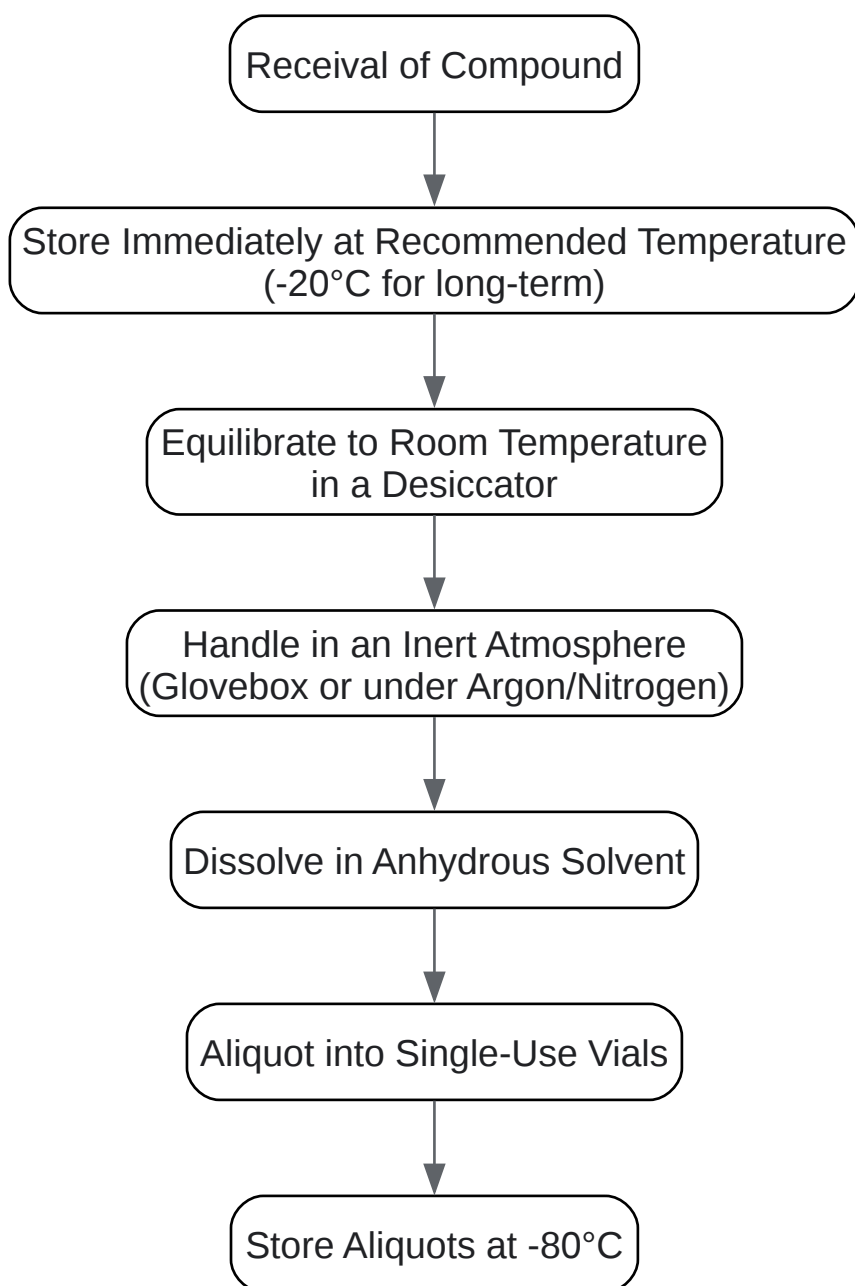 Receival of Compound
Store Immediately at Recommended Temperature
(-20°C for long-term)
Equilibrate to Room Temperature
in a Desiccator
Handle in an Inert Atmosphere
(Glovebox or under Argon/Nitrogen)
Dissolve in Anhydrous Solvent
Aliquot into Single-Use Vials
Store Aliquots at -80°C